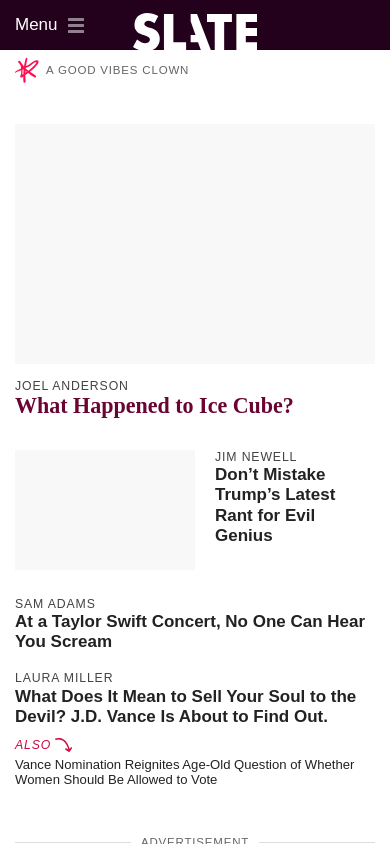 Menu
SLATE
A GOOD VIBES CLOWN
JOEL ANDERSON
What Happened to Ice Cube?
JIM NEWELL
Don’t Mistake
Trump’s Latest
Rant for Evil
Genius
SAM ADAMS
At a Taylor Swift Concert, No One Can Hear
You Scream
LAURA MILLER
What Does It Mean to Sell Your Soul to the
Devil? J.D. Vance Is About to Find Out.
ALSO
Vance Nomination Reignites Age-Old Question of Whether
Women Should Be Allowed to Vote
ADVERTISEMENT